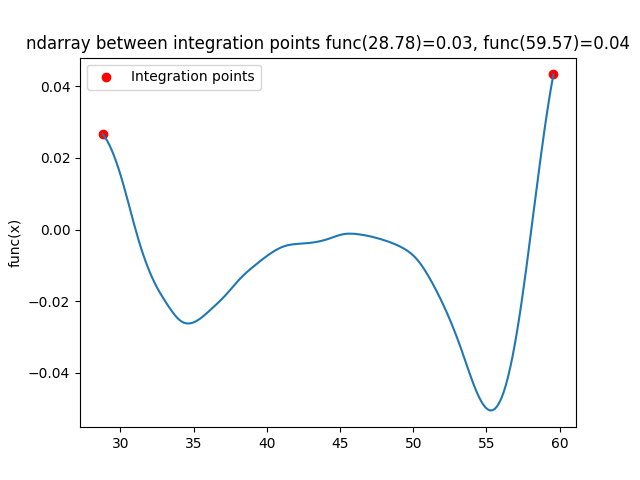 ndarray between integration points func(28.78)=0.03, func(59.57)=0.04
Integration points
func(x)
0.04
0.02
0.00
−0.02
−0.04
30 35 40 45 50 55 60